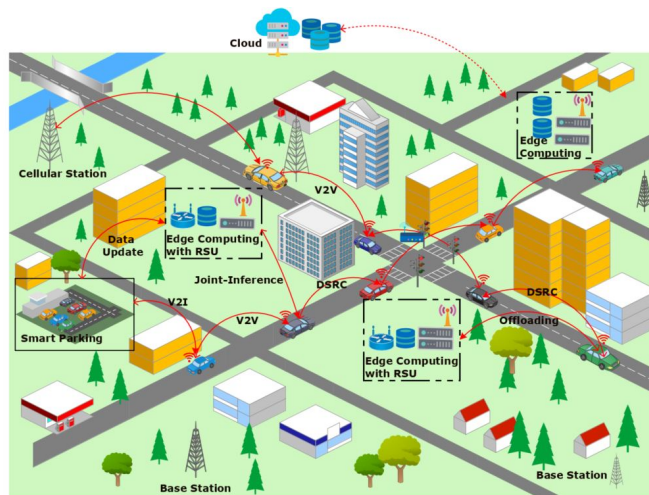 Cloud
Edge
Computing
Cellular Station
V2V
Data
Update
Edge Computing
with RSU
Joint-Inference
DSRC
DSRC
V2I
V2V
Offloading
Smart Parking
Edge Computing
with RSU
Base Station
Base Station